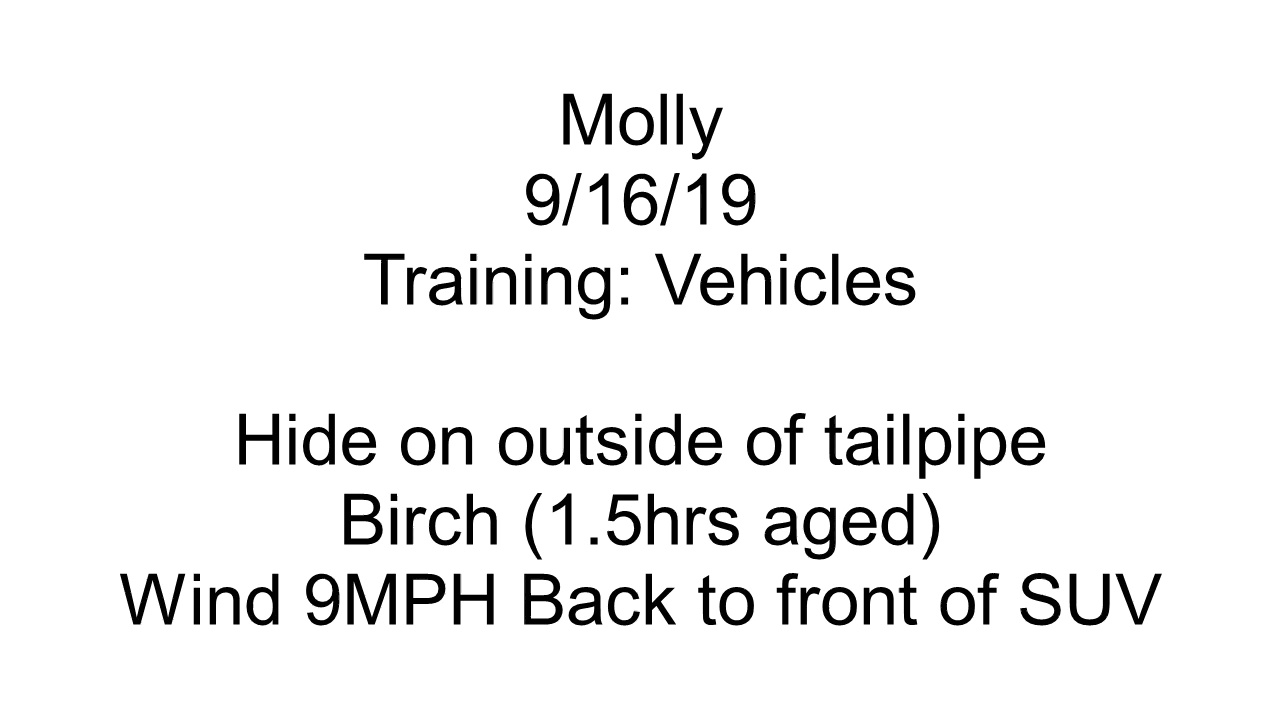 Molly
9/16/19
Training: Vehicles
Hide on outside of tailpipe
Birch (1.5hrs aged)
Wind 9MPH Back to front of SUV